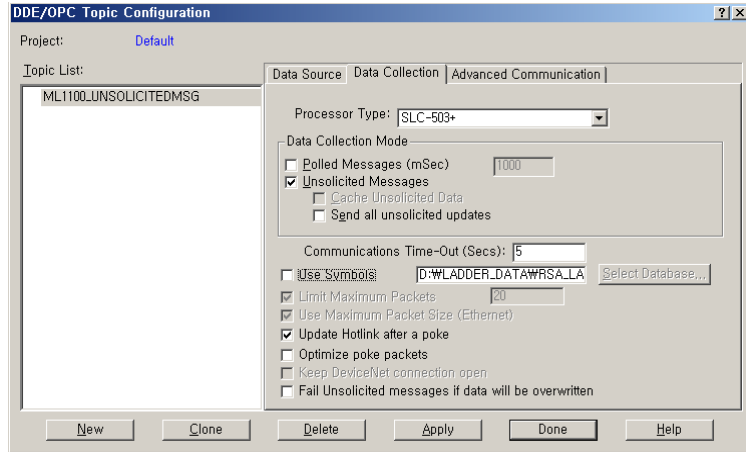 DDE/OPC Topic Configuration
Project: Default
Topic List:
ML1100_UNSOLICITEDMSG
Data Source Data Collection Advanced Communication
Processor Type: SLC-503+
Data Collection Mode
Polled Messages (mSec) 1000
Unsolicited Messages
Cache Unsolicited Data
Send all unsolicited updates
Communications Time-Out (Secs): 5
Use Symbols D:₩LADDER_DATA₩RSA_LA Select Database...
Limit Maximum Packets 20
Use Maximum Packet Size (Ethernet)
Update Hotlink after a poke
Optimize poke packets
Keep DeviceNet connection open
Fail Unsolicited messages if data will be overwritten
New Clone Delete Apply Done Help